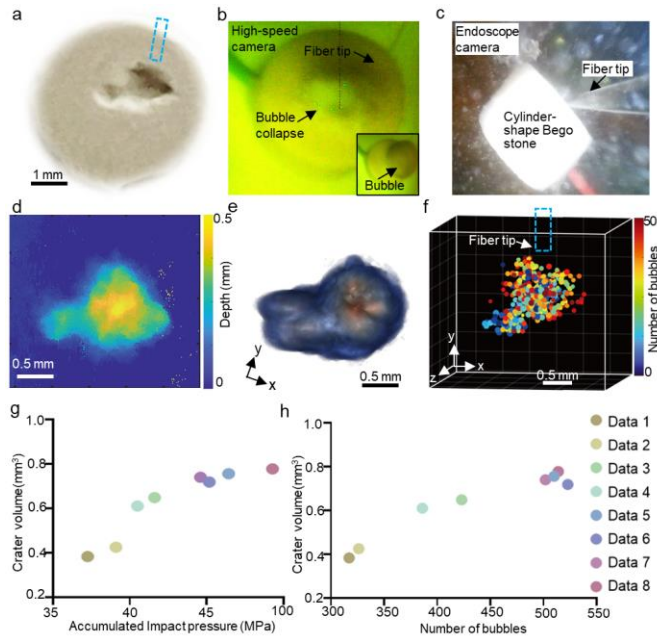 a
1 mm
b
High-speed
camera
Fiber tip
Bubble
collapse
Bubble
c
Endoscope
camera
Fiber tip
Cylinder-
shape Bego
stone
d
0.5 mm
0.5
Depth (mm)
0
e
y
x
0.5 mm
f
Fiber tip
y
z
x
0.5 mm
50
Number of bubbles
0
g
Crater volume(mm³)
1.0
0.8
0.6
0.4
0.2
35
40
45
100
Accumulated Impact pressure (MPa)
h
Crater volume(mm³)
1.0
0.8
0.6
0.4
0.2
300
350
400
450
500
550
Number of bubbles
Data 1
Data 2
Data 3
Data 4
Data 5
Data 6
Data 7
Data 8